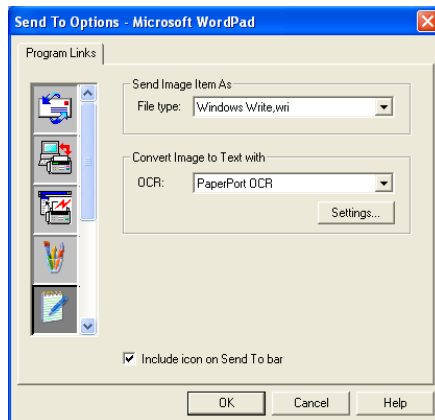 Send To Options - Microsoft WordPad
Program Links
Send Image Item As
File type: Windows Write,wri
Convert Image to Text with
OCR: PaperPort OCR
Settings...
Include icon on Send To bar
OK Cancel Help